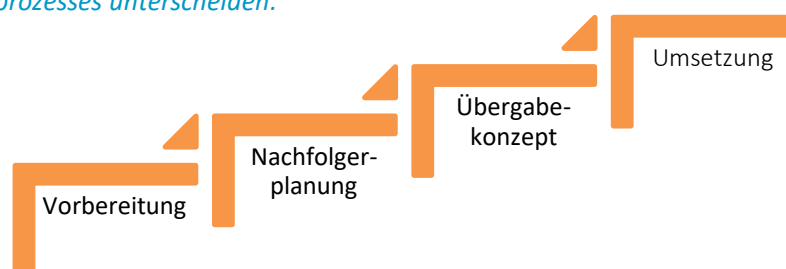 prozesses unterscheiden:
Vorbereitung
Nachfolger-
planung
Übergabe-
konzept
Umsetzung